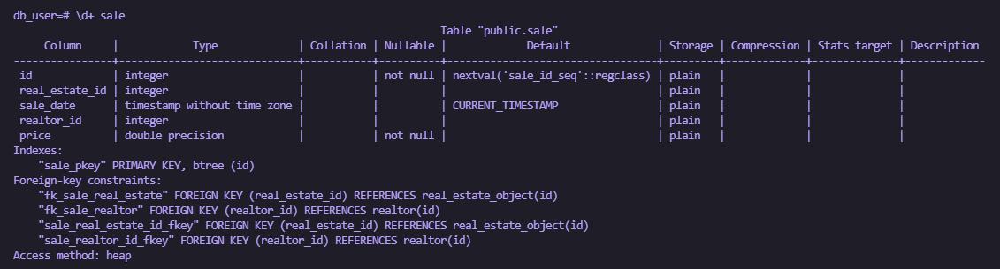 db_user=# \d+ sale
                                                                     Table "public.sale"
     Column     |            Type             | Collation | Nullable |             Default              | Storage | Compression | Stats target | Description
----------------+-----------------------------+-----------+----------+----------------------------------+---------+-------------+--------------+-------------
 id             | integer                     |           | not null | nextval('sale_id_seq'::regclass) | plain   |             |              |
 real_estate_id | integer                     |           |          |                                  | plain   |             |              |
 sale_date      | timestamp without time zone |           |          | CURRENT_TIMESTAMP                | plain   |             |              |
 realtor_id     | integer                     |           |          |                                  | plain   |             |              |
 price          | double precision            |           | not null |                                  | plain   |             |              |
Indexes:
    "sale_pkey" PRIMARY KEY, btree (id)
Foreign-key constraints:
    "fk_sale_real_estate" FOREIGN KEY (real_estate_id) REFERENCES real_estate_object(id)
    "fk_sale_realtor" FOREIGN KEY (realtor_id) REFERENCES realtor(id)
    "sale_real_estate_id_fkey" FOREIGN KEY (real_estate_id) REFERENCES real_estate_object(id)
    "sale_realtor_id_fkey" FOREIGN KEY (realtor_id) REFERENCES realtor(id)
Access method: heap